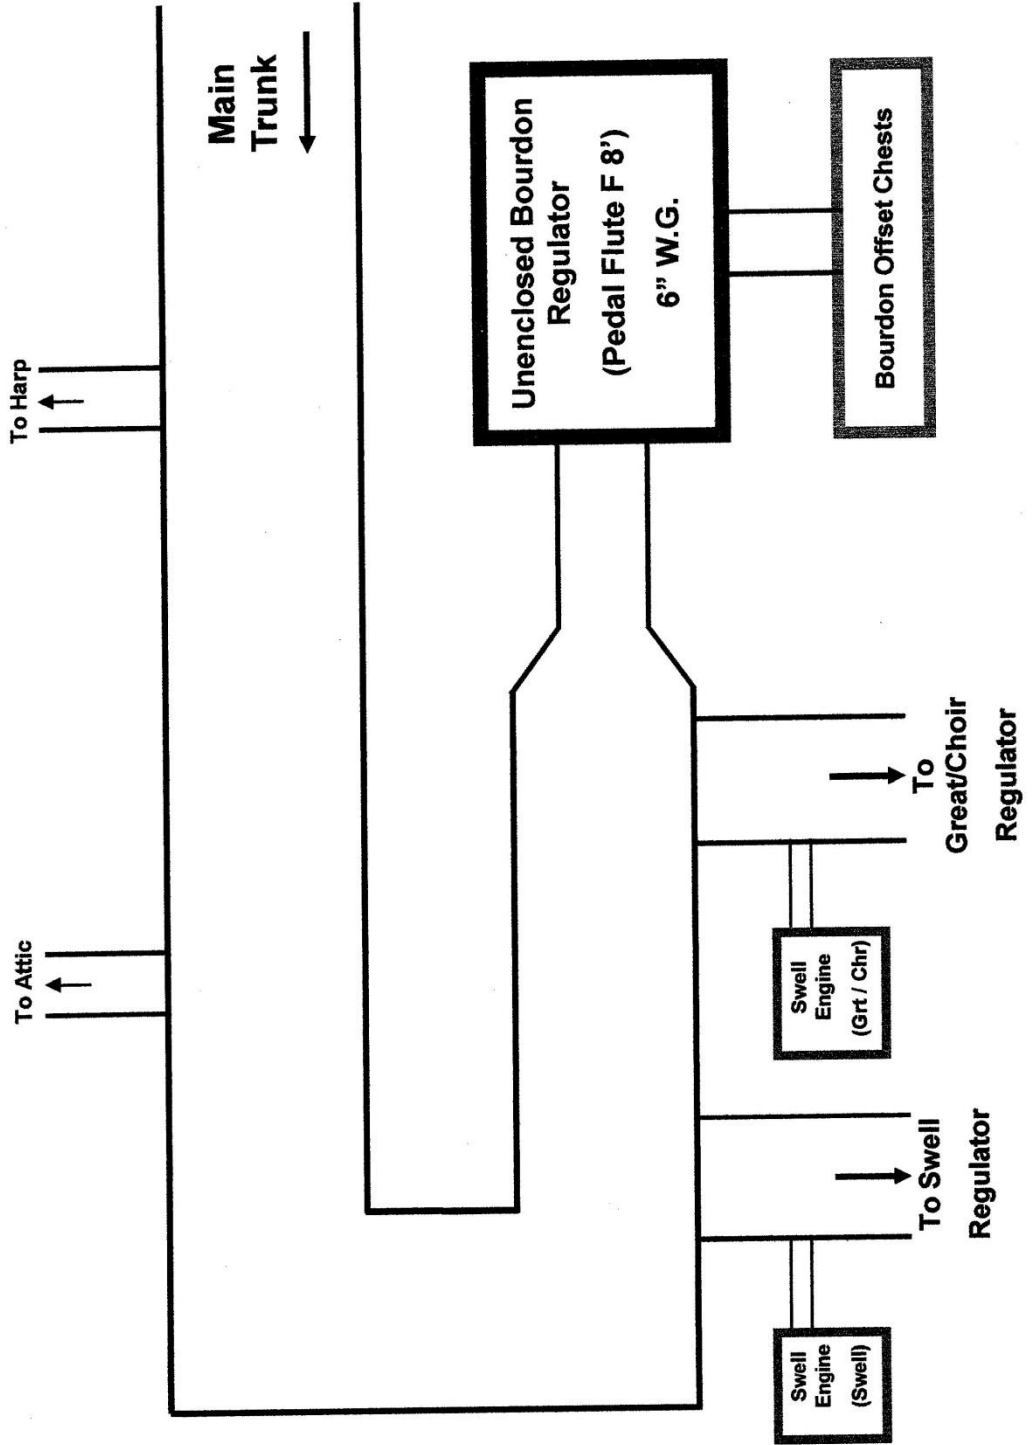 Main
Trunk
To Harp
To Attic
Unenclosed Bourdon
Regulator
(Pedal Flute F 8’)
6” W.G.
Bourdon Offset Chests
To
Great/Choir
Regulator
Swell
Engine
(Grt / Chr)
To Swell
Regulator
Swell
Engine
(Swell)